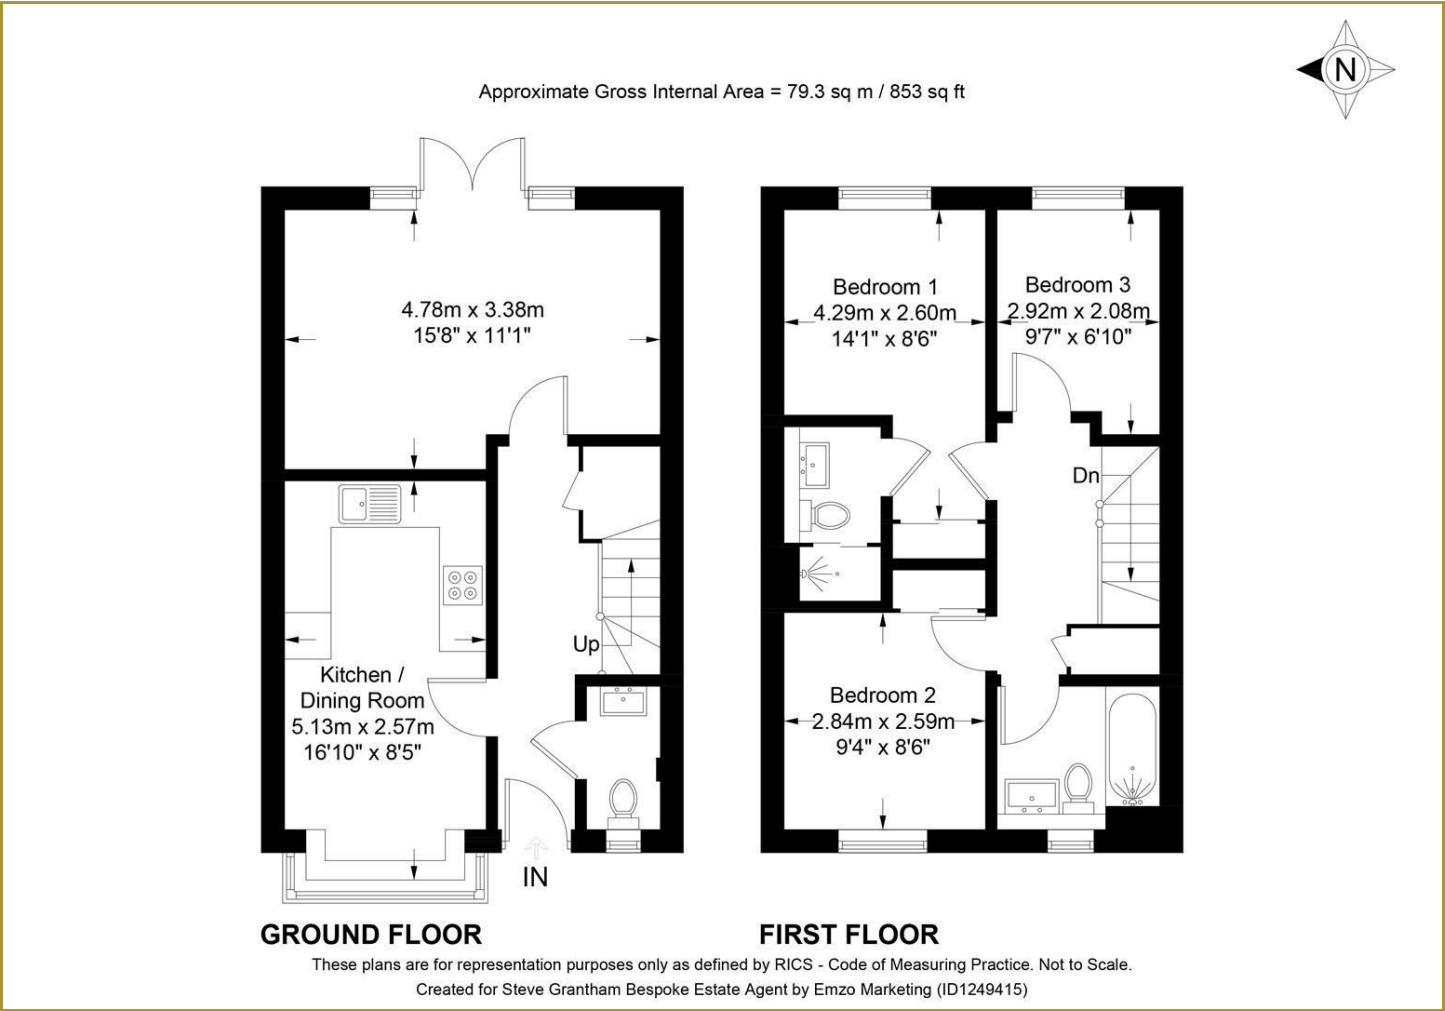 N
Approximate Gross Internal Area = 79.3 sq m / 853 sq ft
4.78m x 3.38m
15'8" x 11'1"
Up
Kitchen /
Dining Room
5.13m x 2.57m
16'10" x 8'5"
IN
GROUND FLOOR
Bedroom 1
4.29m x 2.60m
14'1" x 8'6"
Bedroom 3
2.92m x 2.08m
9'7" x 6'10"
Dn
Bedroom 2
2.84m x 2.59m
9'4" x 8'6"
FIRST FLOOR
These plans are for representation purposes only as defined by RICS - Code of Measuring Practice. Not to Scale.
Created for Steve Grantham Bespoke Estate Agent by Emzo Marketing (ID1249415)